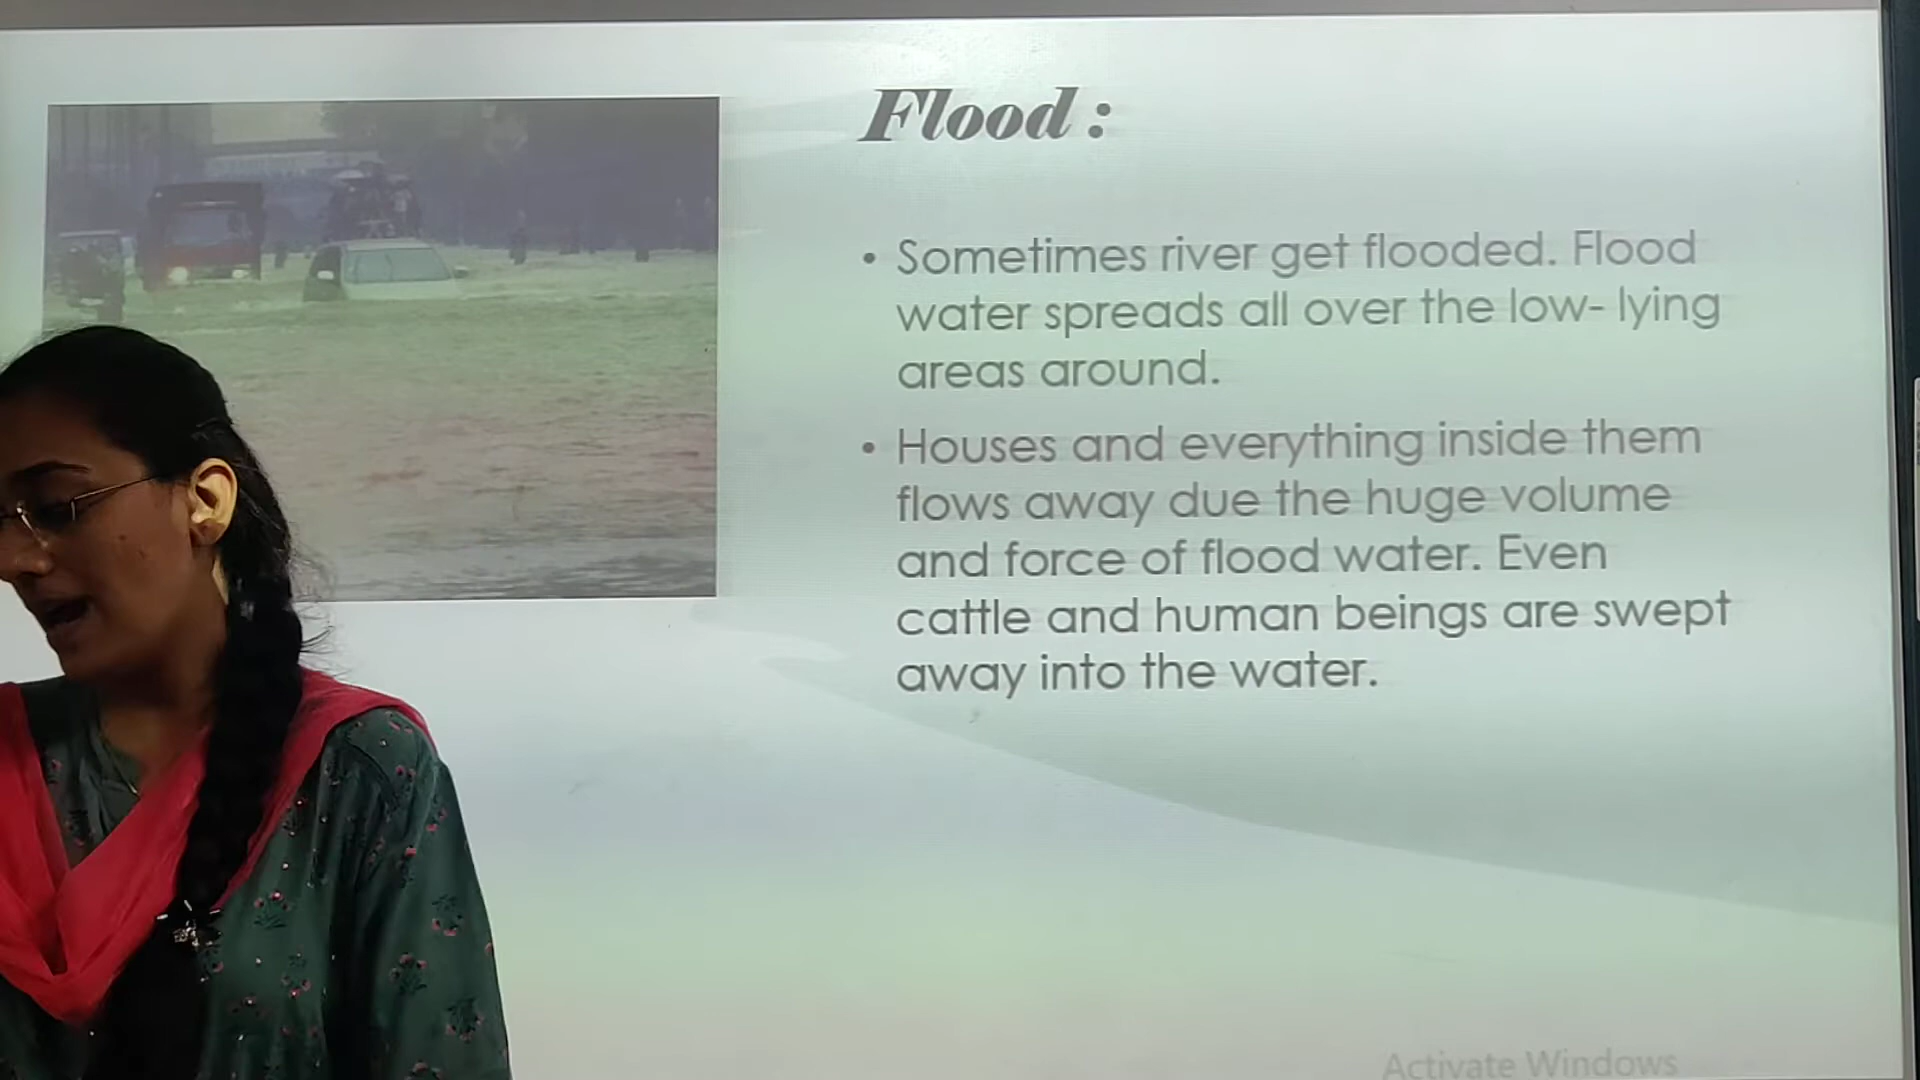 Flood :
• Sometimes river get flooded. Flood
water spreads all over the low- lying
areas around.
• Houses and everything inside them
flows away due the huge volume
and force of flood water. Even
cattle and human beings are swept
away into the water.
Activate Windows